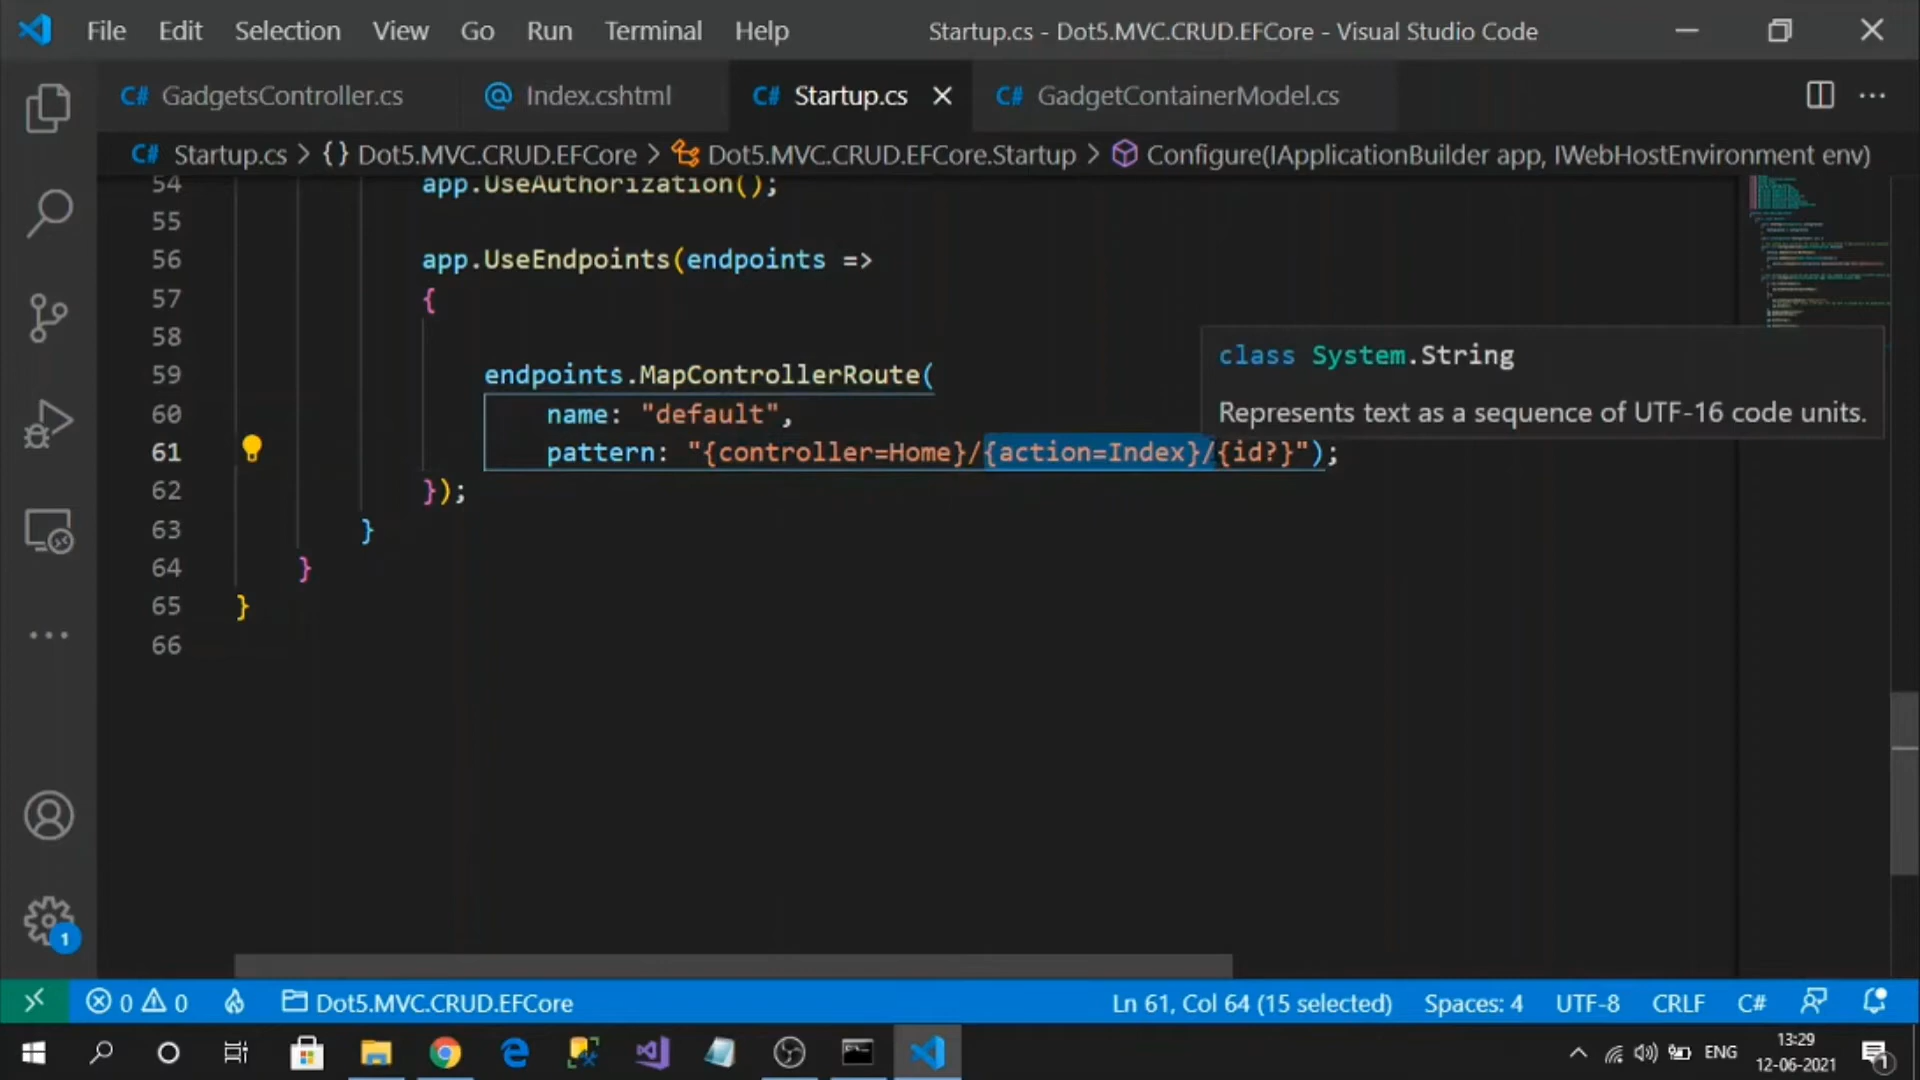 File Edit Selection View Go Run Terminal Help Startup.cs - Dot5.MVC.CRUD.EFCore - Visual Studio Code
C# GadgetsController.cs @ Index.cshtml C# Startup.cs C# GadgetContainerModel.cs
C# Startup.cs > {} Dot5.MVC.CRUD.EFCore > Dot5.MVC.CRUD.EFCore.Startup > Configure(IApplicationBuilder app, IWebHostEnvironment env)
54 app.UseAuthorization();
55
56 app.UseEndpoints(endpoints =>
57 {
58
class System.String
59 endpoints.MapControllerRoute(
Represents text as a sequence of UTF-16 code units.
60 name: "default",
61 pattern: "{controller=Home}/{action=Index}/{id?}");
62 });
63 }
64 }
65 }
66
1
0 0 Dot5.MVC.CRUD.EFCore Ln 61, Col 64 (15 selected) Spaces: 4 UTF-8 CRLF C#
ENG 13:29
12-06-2021
1